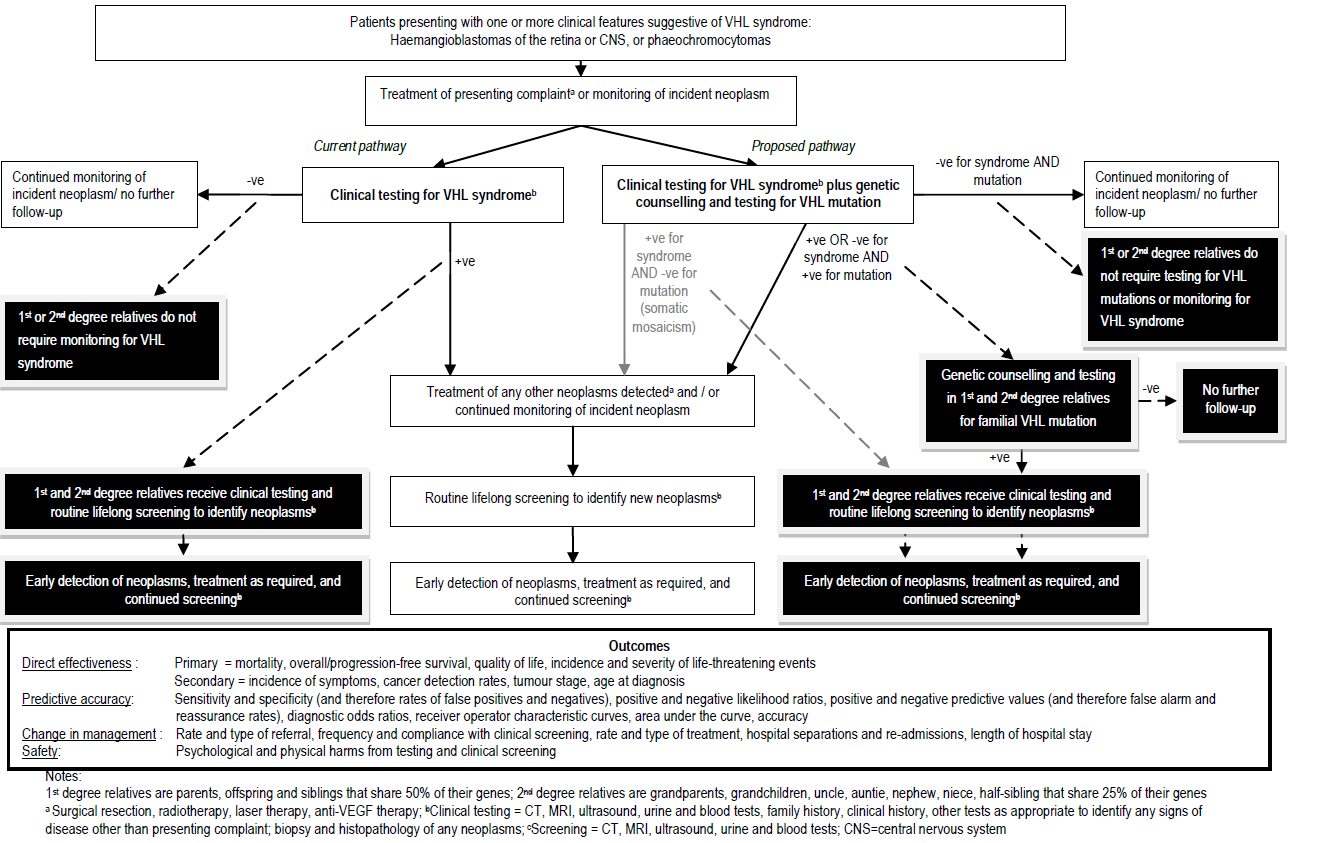 Patients presenting with one or more clinical features suggestive of VHL syndrome:
Haemangioblastomas of the retina or CNS, or phaeochromocytomas
Treatment of presenting complaintᵃ or monitoring of incident neoplasm
Current pathway
Proposed pathway
Continued monitoring of
incident neoplasm/ no further
follow-up
-ve
Clinical testing for VHL syndromeᵇ
Clinical testing for VHL syndromeᵇ plus genetic
counselling and testing for VHL mutation
-ve for syndrome AND
mutation
Continued monitoring of
incident neoplasm/ no further
follow-up
+ve
+ve for
syndrome
AND -ve for
mutation
(somatic
mosaicism)
+ve OR -ve for
syndrome AND
+ve for mutation
1st or 2nd degree relatives do
not require testing for VHL
mutations or monitoring for
VHL syndrome
1st or 2nd degree relatives do not
require monitoring for VHL
syndrome
Treatment of any other neoplasms detectedᵃ and / or
continued monitoring of incident neoplasm
Genetic counselling and testing
in 1st and 2nd degree relatives
for familial VHL mutation
-ve
No further
follow-up
+ve
1st and 2nd degree relatives receive clinical testing and
routine lifelong screening to identify neoplasmsᵇ
Routine lifelong screening to identify new neoplasmsᵇ
1st and 2nd degree relatives receive clinical testing and
routine lifelong screening to identify neoplasmsᵇ
Early detection of neoplasms, treatment as required, and
continued screeningᵇ
Early detection of neoplasms, treatment as required, and
continued screeningᵇ
Early detection of neoplasms, treatment as required, and
continued screeningᵇ
Outcomes
Direct effectiveness : Primary = mortality, overall/progression-free survival, quality of life, incidence and severity of life-threatening events
Secondary = incidence of symptoms, cancer detection rates, tumour stage, age at diagnosis
Predictive accuracy: Sensitivity and specificity (and therefore rates of false positives and negatives), positive and negative likelihood ratios, positive and negative predictive values (and therefore false alarm and
reassurance rates), diagnostic odds ratios, receiver operator characteristic curves, area under the curve, accuracy
Change in management : Rate and type of referral, frequency and compliance with clinical screening, rate and type of treatment, hospital separations and re-admissions, length of hospital stay
Safety: Psychological and physical harms from testing and clinical screening
Notes:
1st degree relatives are parents, offspring and siblings that share 50% of their genes; 2nd degree relatives are grandparents, grandchildren, uncle, auntie, nephew, niece, half-sibling that share 25% of their genes
ᵃ Surgical resection, radiotherapy, laser therapy, anti-VEGF therapy; ᵇClinical testing = CT, MRI, ultrasound, urine and blood tests, family history, clinical history, other tests as appropriate to identify any signs of
disease other than presenting complaint; biopsy and histopathology of any neoplasms; ᶜScreening = CT, MRI, ultrasound, urine and blood tests; CNS=central nervous system